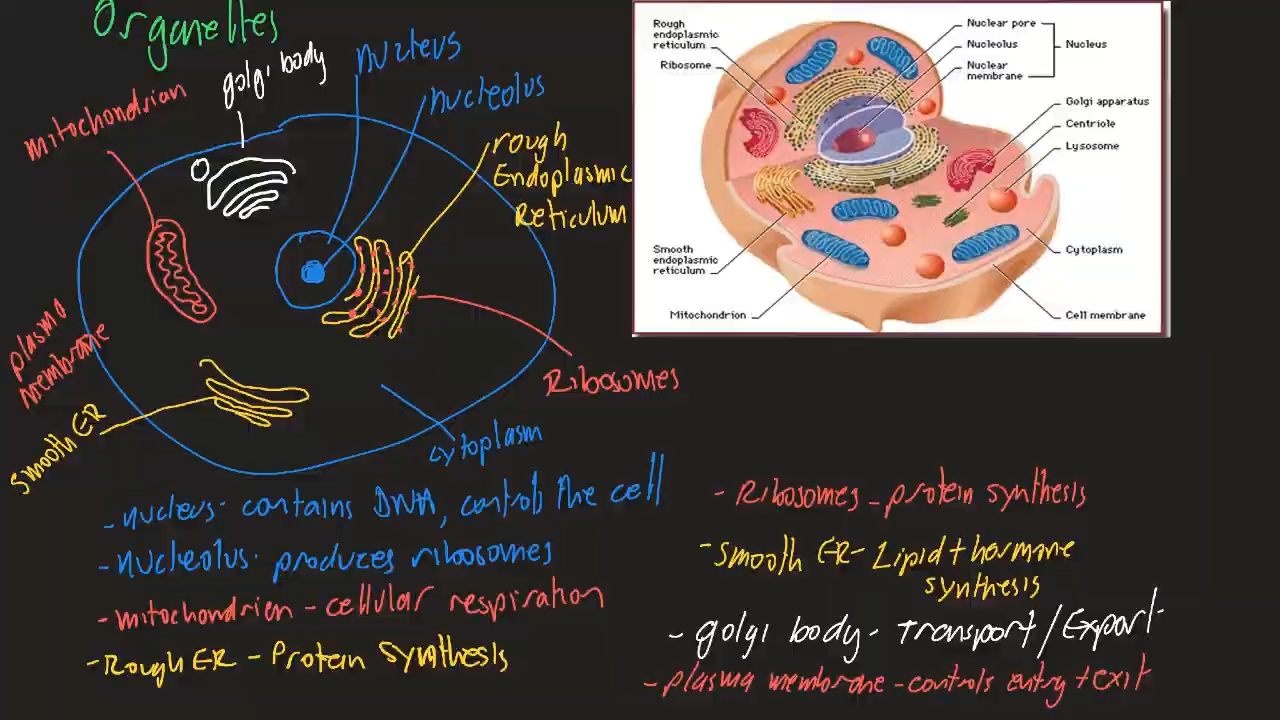 Organelles
golgi body
nucleus
nucleolus
mitochondrian
rough
Endoplasmic
Reticulum
plasma
membrane
Ribosomes
smooth ER
cytoplasm
Rough
endoplasmic
reticulum
Ribosome
Nuclear pore
Nucleolus
Nuclear
membrane
Nucleus
Golgi apparatus
Centriole
Lysosome
Smooth
endoplasmic
reticulum
Cytoplasm
Mitochondrion
Cell membrane
- nucleus - contains DNA, controls the cell
- nucleolus - produces ribosomes
- mitochondrien - cellular respiration
- Rough ER - Protein Synthesis
- Ribosomes - protein synthesis
- Smooth ER - Lipid + hormone
synthesis
- golgi body - Transport / Export
- plasma membrane - controls entry + exit